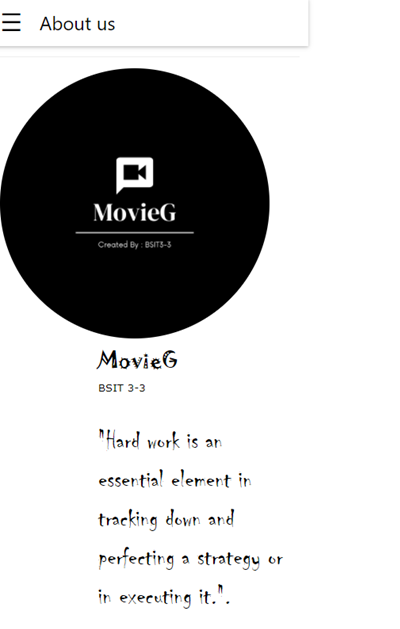 About us
MovieG
Created By : BSIT3-3
MovieG
BSIT 3-3
"Hard work is an
essential element in
tracking down and
perfecting a strategy or
in executing it.".